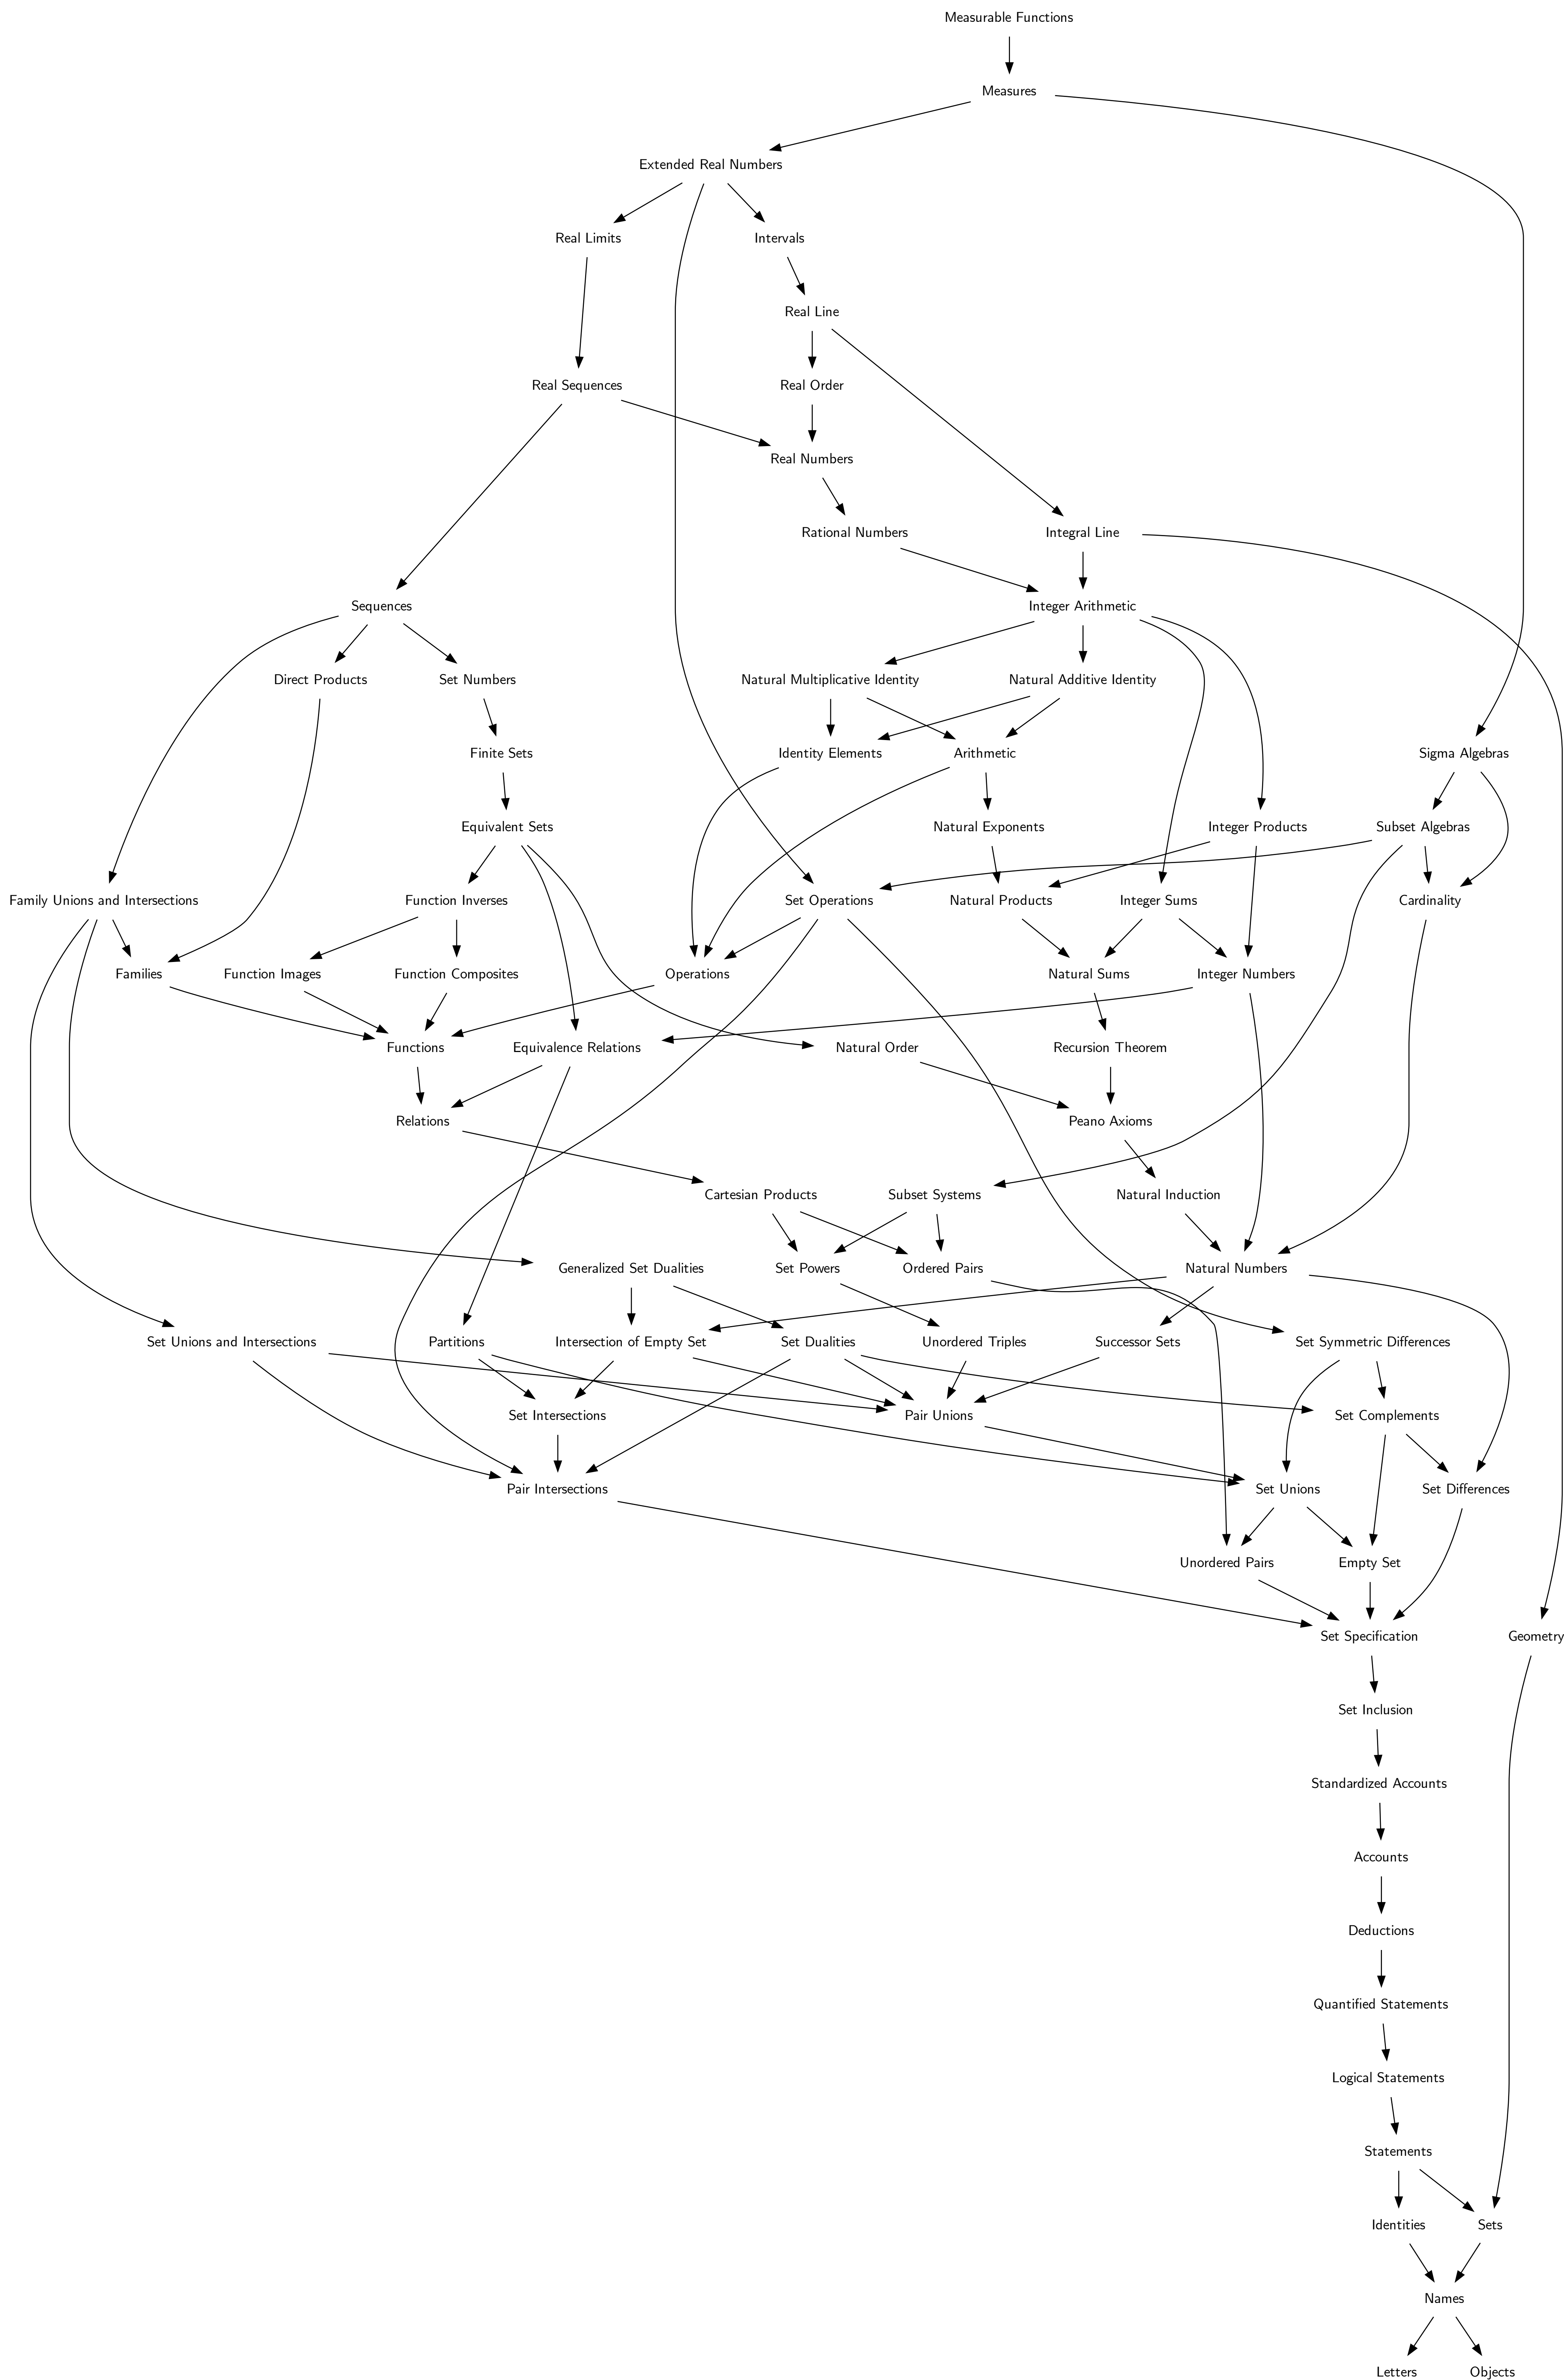 Measurable Functions
Measures
Extended Real Numbers
Real Limits
Intervals
Real Line
Real Sequences
Real Order
Real Numbers
Rational Numbers
Integral Line
Sequences
Integer Arithmetic
Direct Products
Set Numbers
Natural Multiplicative Identity
Natural Additive Identity
Finite Sets
Identity Elements
Arithmetic
Sigma Algebras
Equivalent Sets
Natural Exponents
Integer Products
Subset Algebras
Family Unions and Intersections
Function Inverses
Set Operations
Natural Products
Integer Sums
Cardinality
Families
Function Images
Function Composites
Operations
Natural Sums
Integer Numbers
Functions
Equivalence Relations
Natural Order
Recursion Theorem
Relations
Peano Axioms
Cartesian Products
Subset Systems
Natural Induction
Generalized Set Dualities
Set Powers
Ordered Pairs
Natural Numbers
Set Unions and Intersections
Partitions
Intersection of Empty Set
Set Dualities
Unordered Triples
Successor Sets
Set Symmetric Differences
Set Intersections
Pair Unions
Set Complements
Pair Intersections
Set Unions
Set Differences
Unordered Pairs
Empty Set
Set Specification
Geometry
Set Inclusion
Standardized Accounts
Accounts
Deductions
Quantified Statements
Logical Statements
Statements
Identities
Sets
Names
Letters
Objects